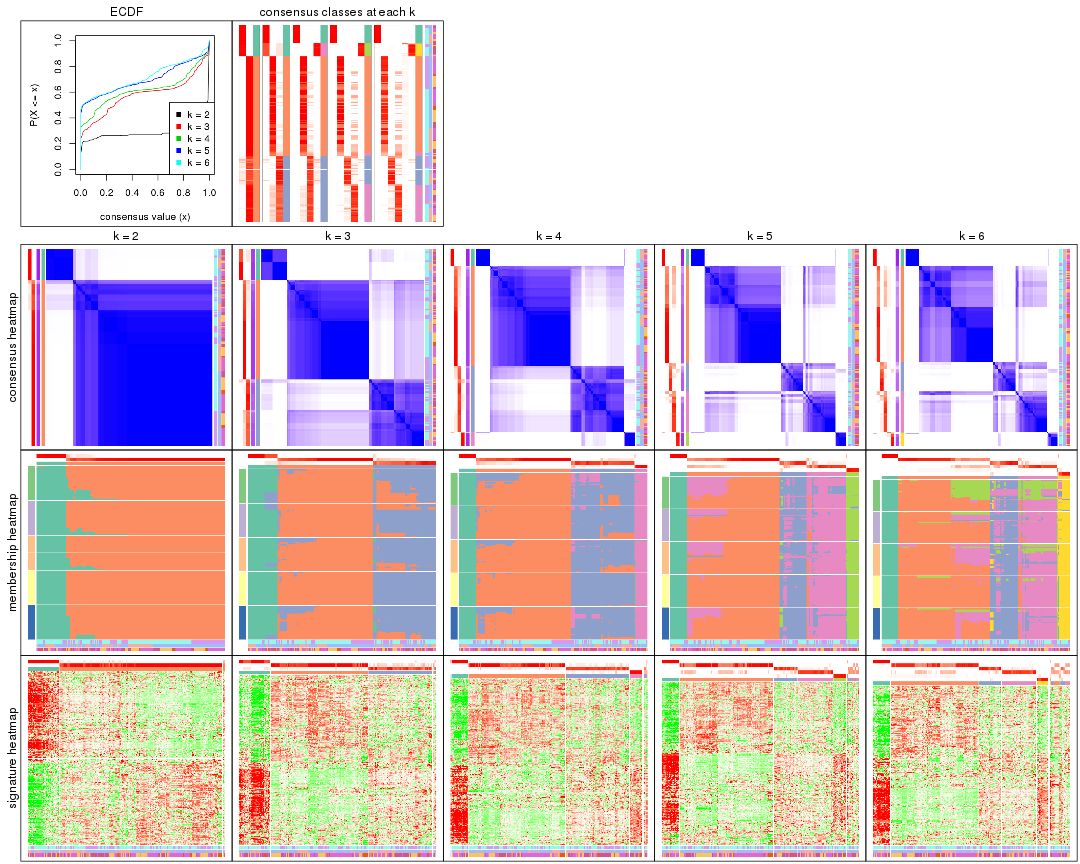 ECDF
consensus classes at each k
P(X <= x)
0.0 0.2 0.4 0.6 0.8 1.0
k = 2
k = 3
k = 4
k = 5
k = 6
0.0 0.2 0.4 0.6 0.8 1.0
consensus value (x)
k = 2 k = 3 k = 4 k = 5 k = 6
consensus heatmap
membership heatmap
signature heatmap